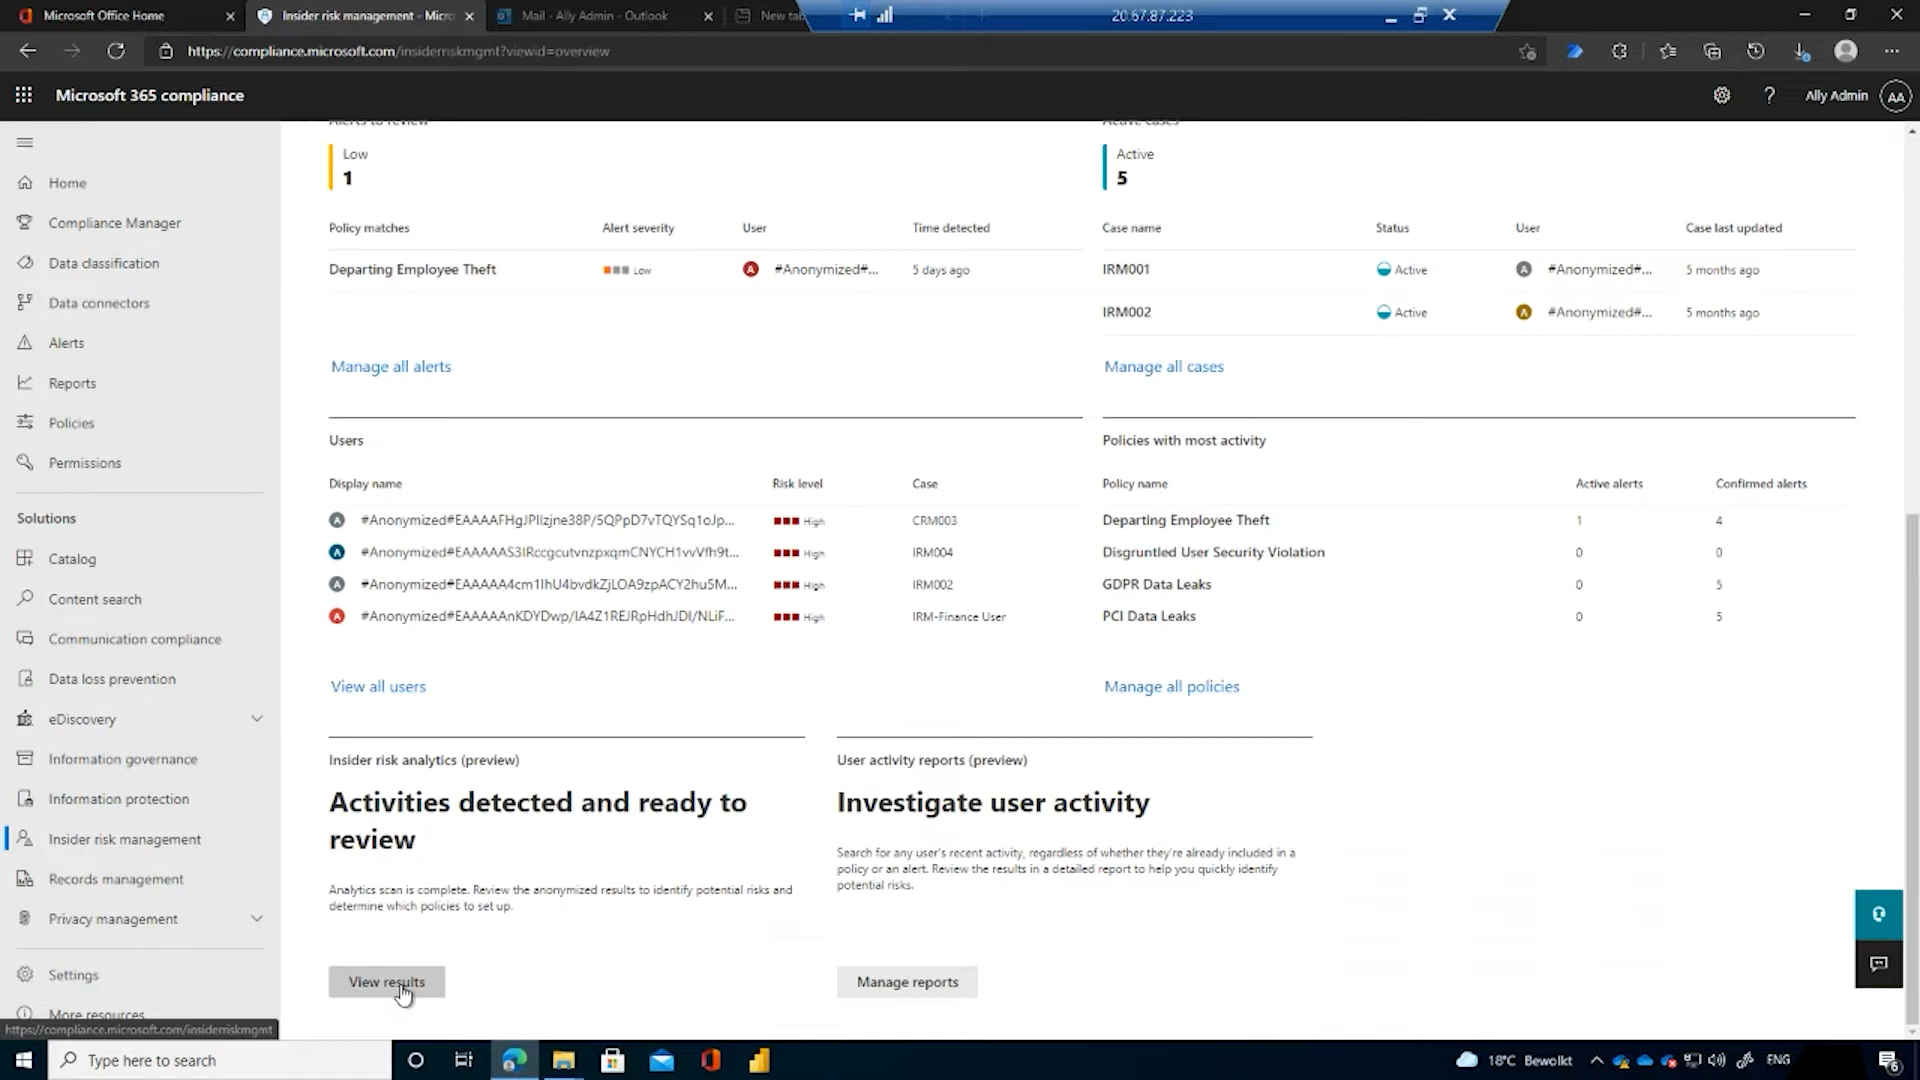 Microsoft Office Home
Insider risk management - Micro
Mail - Ally Admin - Outlook
New tab
20.67.87.223
https://compliance.microsoft.com/insiderriskmgmt?viewid=overview
Microsoft 365 compliance
Ally Admin
AA
Home
Compliance Manager
Data classification
Data connectors
Alerts
Reports
Policies
Permissions
Solutions
Catalog
Content search
Communication compliance
Data loss prevention
eDiscovery
Information governance
Information protection
Insider risk management
Records management
Privacy management
Settings
More resources
https://compliance.microsoft.com/insiderriskmgmt
Alerts to review
Low
1
Policy matches Alert severity User Time detected
Departing Employee Theft Low A #Anonymized#... 5 days ago
Manage all alerts
Active cases
Active
5
Case name Status User Case last updated
IRM001 Active A #Anonymized#... 5 months ago
IRM002 Active A #Anonymized#... 5 months ago
Manage all cases
Users
Display name Risk level Case
A High CRM003
A High IRM004
A High IRM002
A High IRM-Finance User
View all users
Policies with most activity
Policy name Active alerts Confirmed alerts
Departing Employee Theft 1 4
Disgruntled User Security Violation 0 0
GDPR Data Leaks 0 5
PCI Data Leaks 0 5
Manage all policies
Insider risk analytics (preview)
Activities detected and ready to
review
Analytics scan is complete. Review the anonymized results to identify potential risks and
determine which policies to set up.
View results
User activity reports (preview)
Investigate user activity
Search for any user's recent activity, regardless of whether they're already included in a
policy or an alert. Review the results in a detailed report to help you quickly identify
potential risks.
Manage reports
Type here to search
18°C Bewolkt
ENG
6